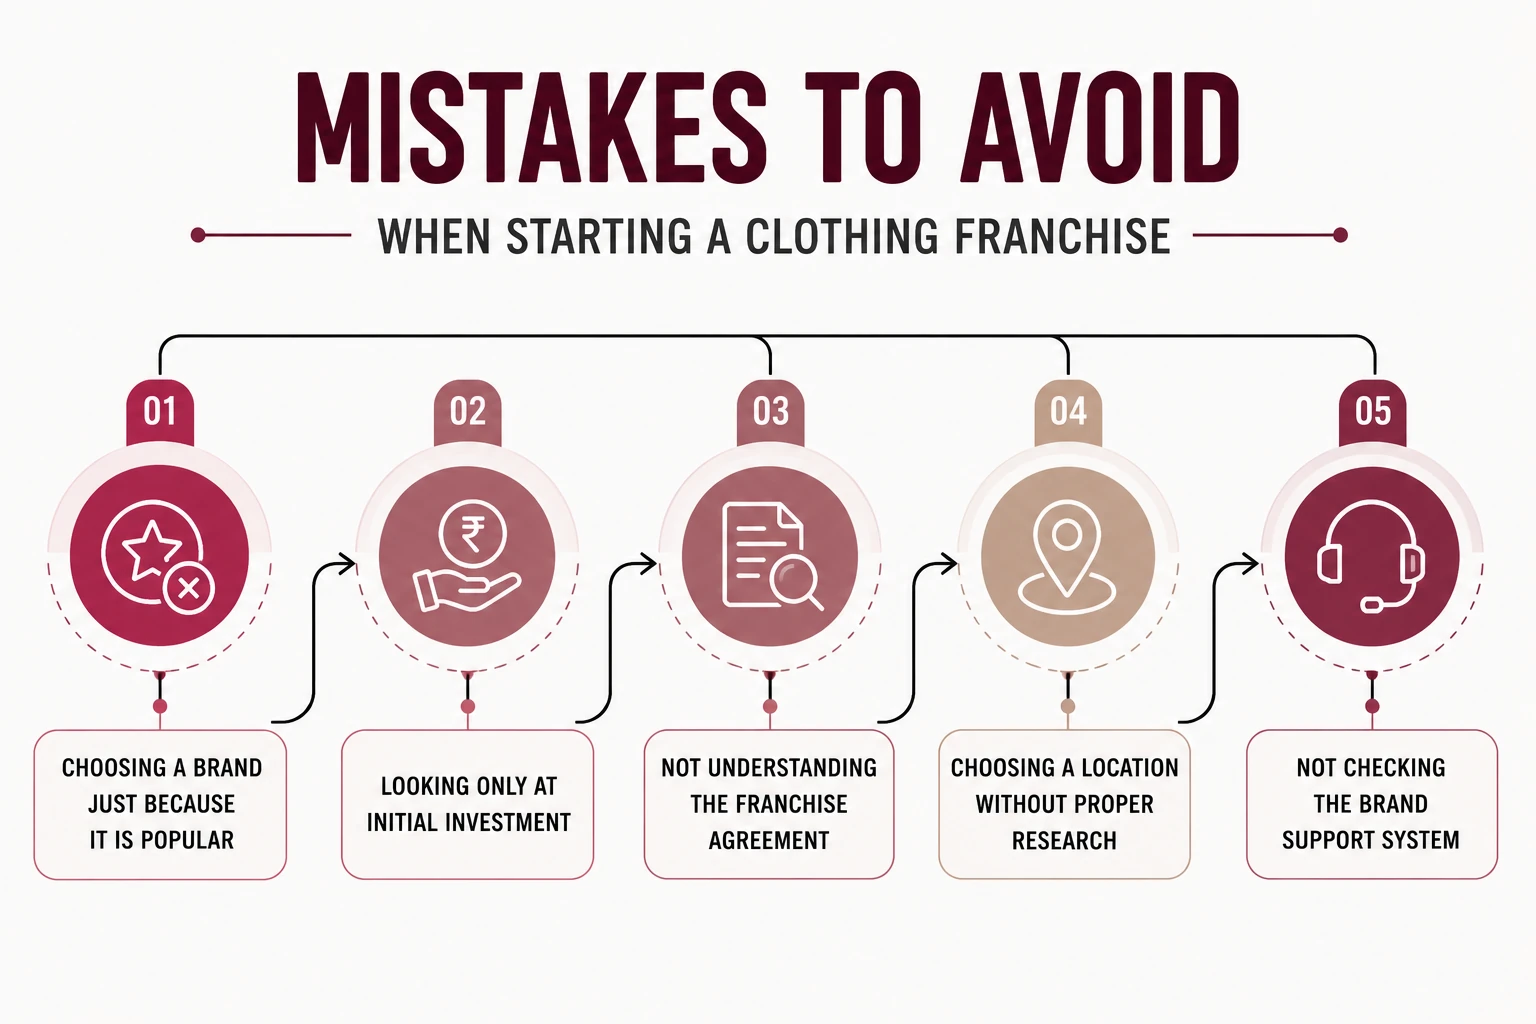 MISTAKES TO AVOID
WHEN STARTING A CLOTHING FRANCHISE
01
02
03
04
05
₹
CHOOSING A BRAND
JUST BECAUSE
IT IS POPULAR
LOOKING ONLY AT
INITIAL INVESTMENT
NOT UNDERSTANDING
THE FRANCHISE
AGREEMENT
CHOOSING A LOCATION
WITHOUT PROPER
RESEARCH
NOT CHECKING
THE BRAND
SUPPORT SYSTEM